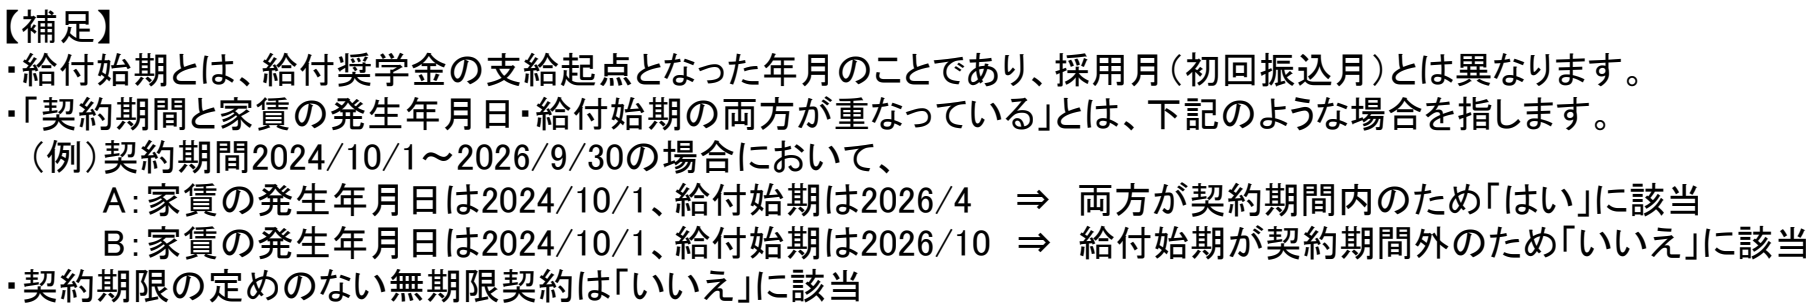 【補足】
・給付始期とは、給付奨学金の支給起点となった年月のことであり、採用月（初回振込月）とは異なります。
・「契約期間と家賃の発生年月日・給付始期の両方が重なっている」とは、下記のような場合を指します。
（例）契約期間2024/10/1～2026/9/30の場合において、
A：家賃の発生年月日は2024/10/1、給付始期は2026/4　⇒　両方が契約期間内のため「はい」に該当
B：家賃の発生年月日は2024/10/1、給付始期は2026/10　⇒　給付始期が契約期間外のため「いいえ」に該当
・契約期限の定めのない無期限契約は「いいえ」に該当